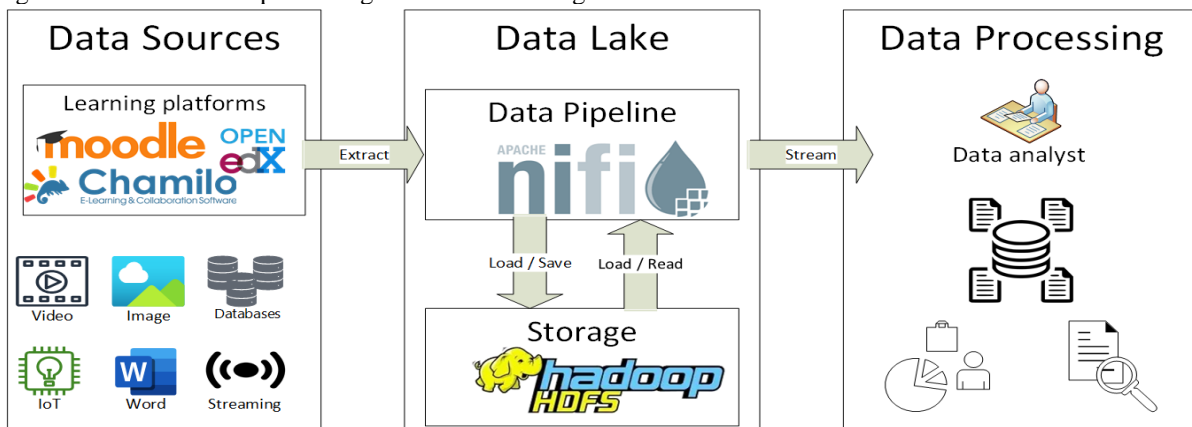 Data Sources
Learning platforms
moodle
OPEN
edX
Chamilo
E-Learning & Collaboration Software
Video
Image
Databases
IoT
W
Word
Streaming
Extract
Data Lake
Data Pipeline
APACHE
nifi
Load / Save
Load / Read
Storage
hadoop
HDFS
Stream
Data Processing
Data analyst